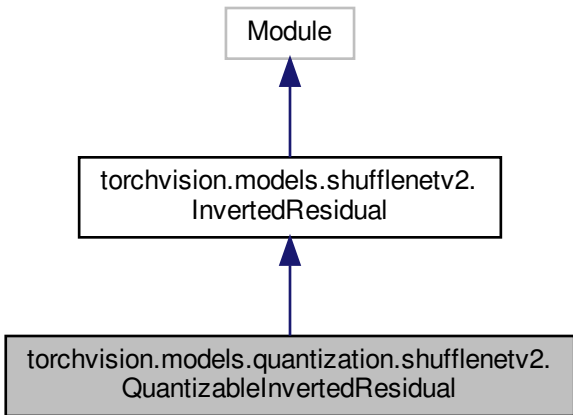 Module
torchvision.models.shufflenetv2.
InvertedResidual
torchvision.models.quantization.shufflenetv2.
QuantizableInvertedResidual